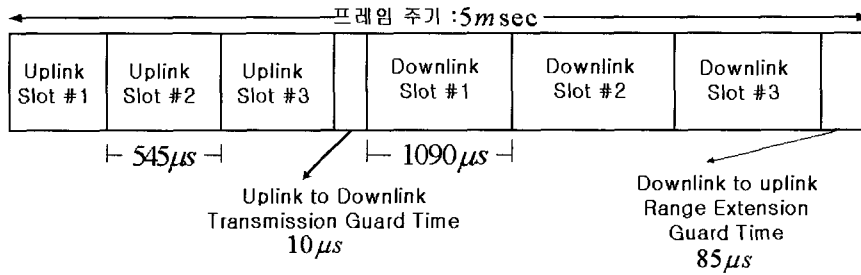 프레임 주기 :5m sec
Uplink
Slot #1
Uplink
Slot #2
Uplink
Slot #3
Downlink
Slot #1
Downlink
Slot #2
Downlink
Slot #3
545μs
1090μs
Uplink to Downlink
Transmission Guard Time
10μs
Downlink to uplink
Range Extension
Guard Time
85μs